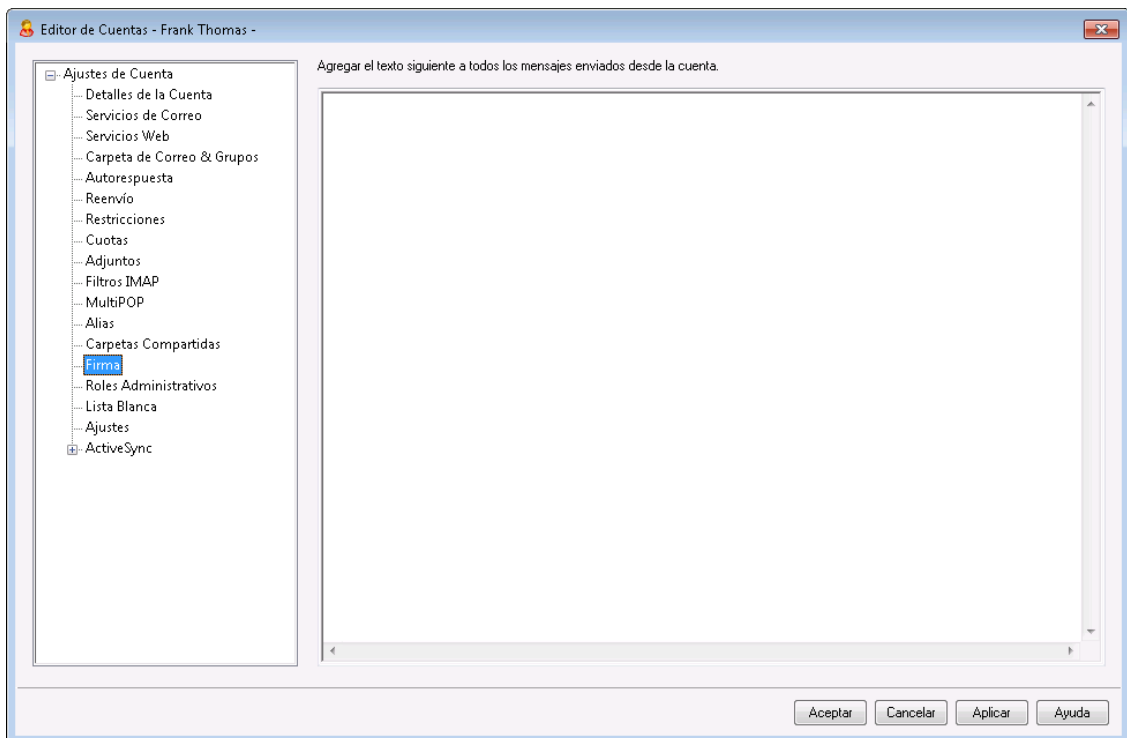 Editor de Cuentas - Frank Thomas -
Agregar el texto siguiente a todos los mensajes enviados desde la cuenta.
Ajustes de Cuenta
Detalles de la Cuenta
Servicios de Correo
Servicios Web
Carpeta de Correo & Grupos
Autorespuesta
Reenvío
Restricciones
Cuotas
Adjuntos
Filtros IMAP
MultiPOP
Alias
Carpetas Compartidas
Firma
Roles Administrativos
Lista Blanca
Ajustes
ActiveSync
Aceptar Cancelar Aplicar Ayuda